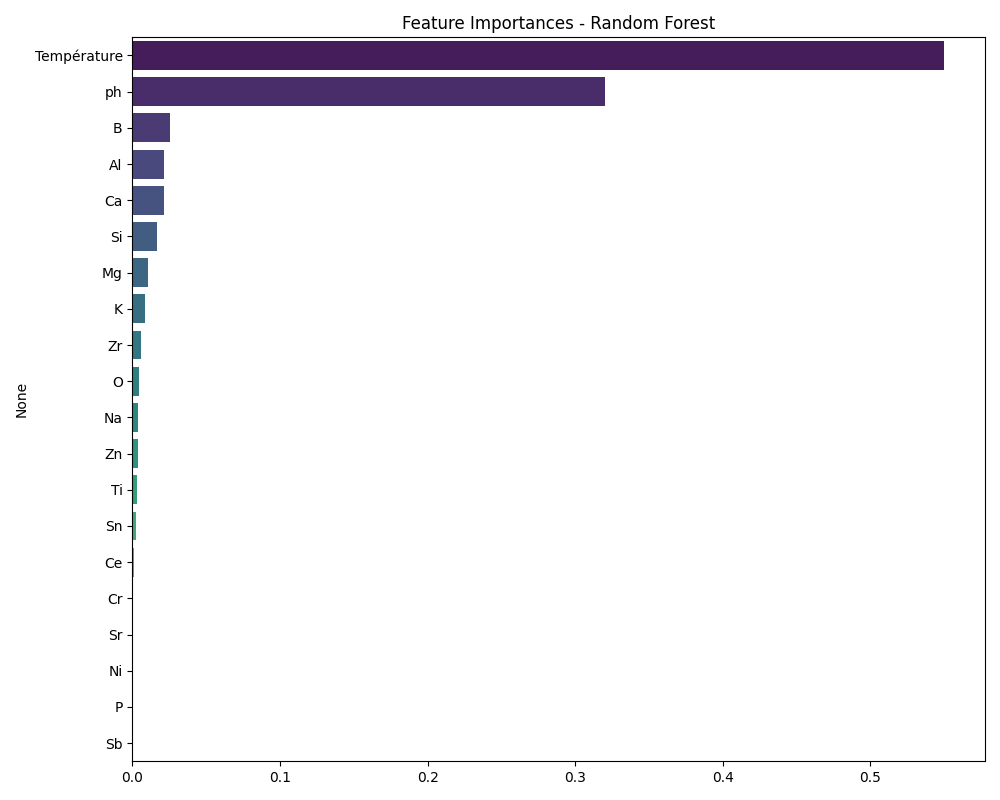 Feature Importances - Random Forest
Température
ph
B
Al
Ca
Si
Mg
K
Zr
O
Na
Zn
Ti
Sn
Ce
Cr
Sr
Ni
P
Sb
None
0.0 0.1 0.2 0.3 0.4 0.5